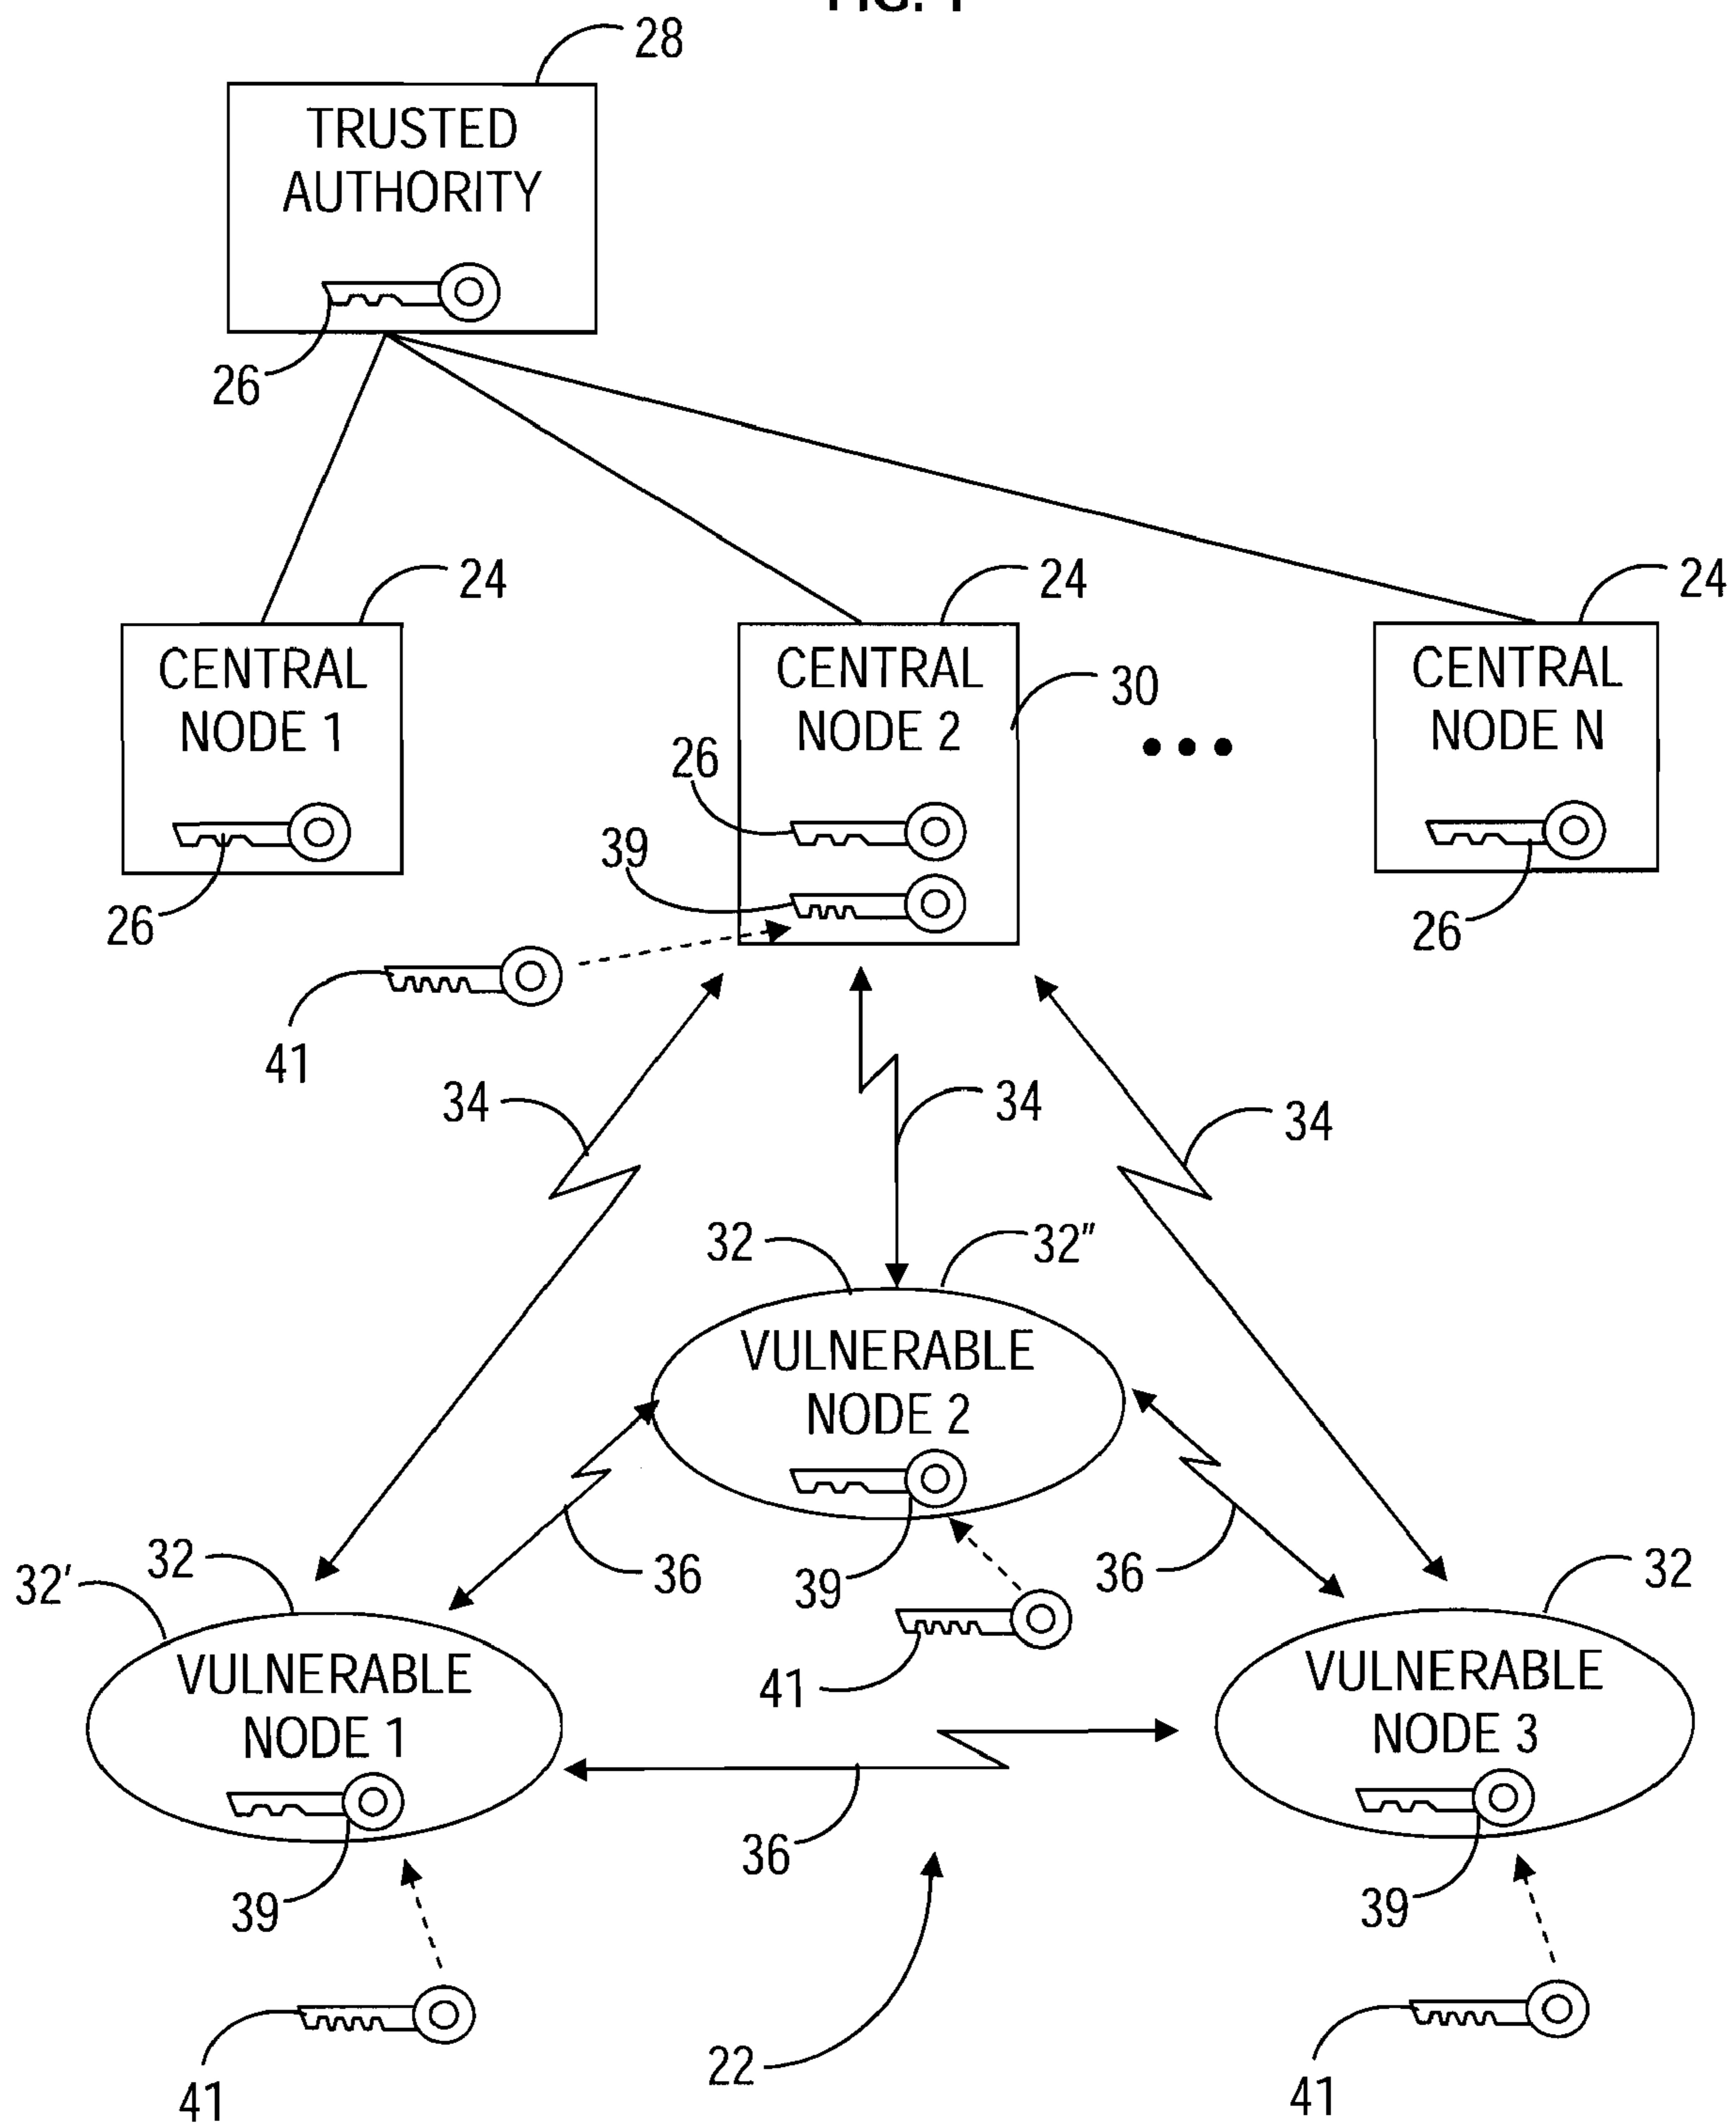 28
TRUSTED
AUTHORITY
26
24
24
24
CENTRAL
NODE 1
CENTRAL
NODE 2
30
CENTRAL
NODE N
26
39
26
26
41
34
34
34
32
32"
VULNERABLE
NODE 2
32'
32
36
39
36
32
41
VULNERABLE
NODE 1
VULNERABLE
NODE 3
36
39
39
22
41
41